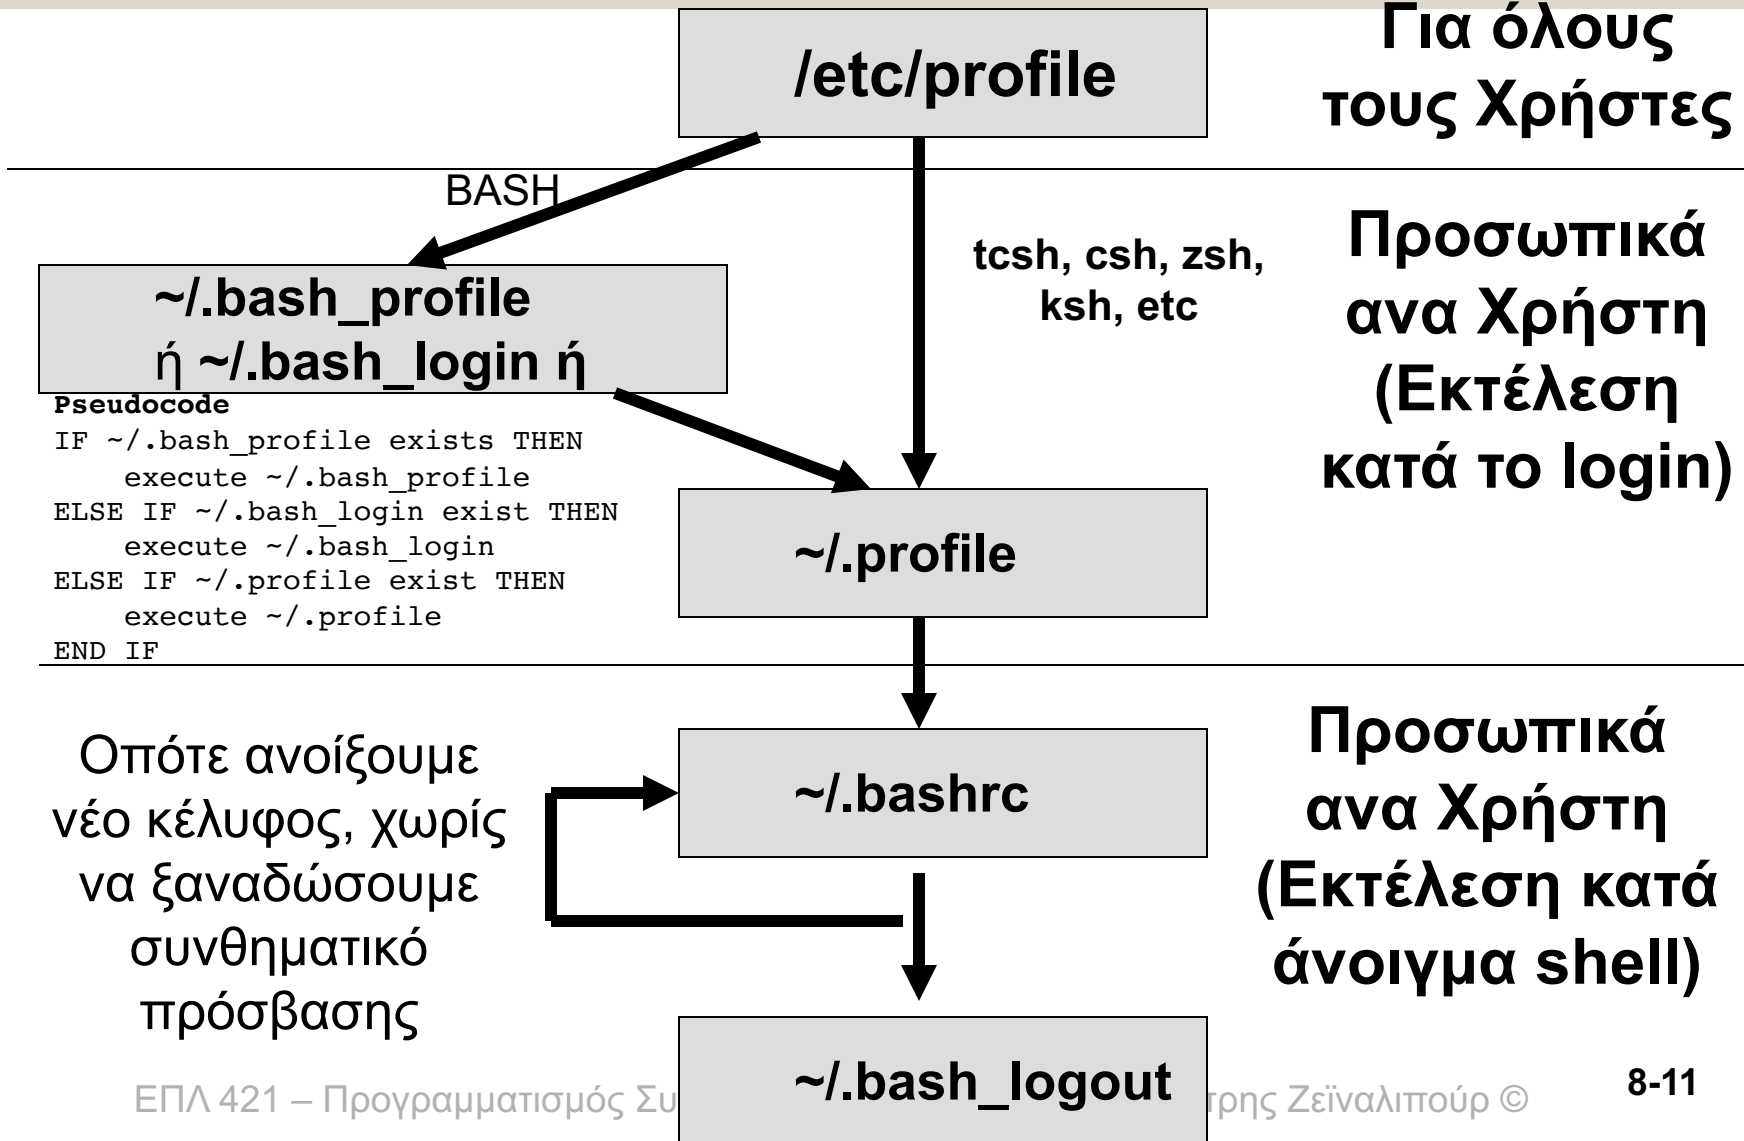 /etc/profile
Για όλους
τους Χρήστες
BASH
tcsh, csh, zsh,
ksh, etc
Προσωπικά
ανα Χρήστη
(Εκτέλεση
κατά το login)
~/.bash_profile
ή ~/.bash_login ή
Pseudocode
IF ~/.bash_profile exists THEN
execute ~/.bash_profile
ELSE IF ~/.bash_login exist THEN
execute ~/.bash_login
ELSE IF ~/.profile exist THEN
execute ~/.profile
END IF
~/.profile
Οπότε ανοίξουμε
νέο κέλυφος, χωρίς
να ξαναδώσουμε
συνθηματικό
πρόσβασης
~/.bashrc
Προσωπικά
ανα Χρήστη
(Εκτέλεση κατά
άνοιγμα shell)
~/.bash_logout
ΕΠΛ 421 – Προγραμματισμός Συ
τρης Ζεϊναλιπούρ ©
8-11